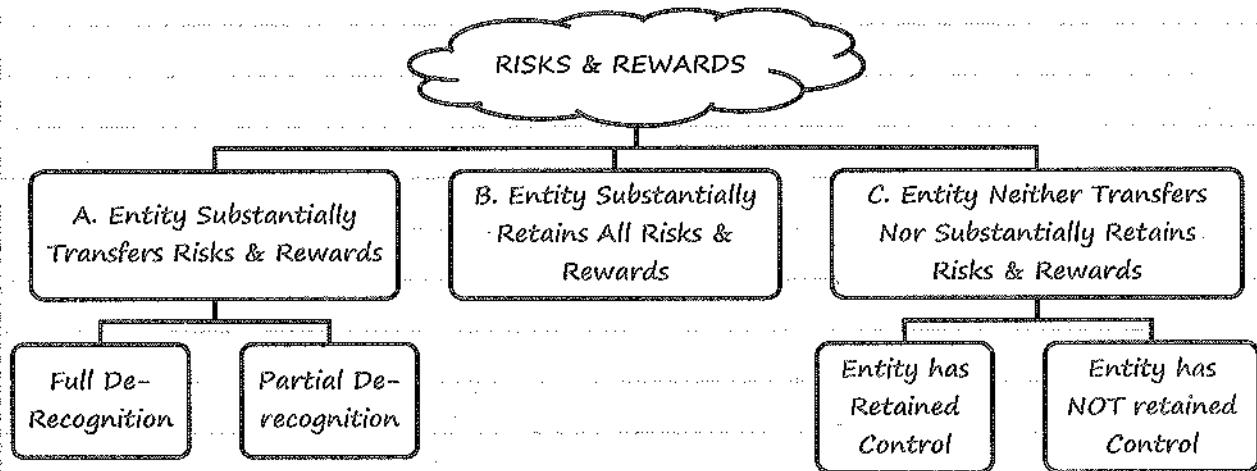 RISKS & REWARDS
A. Entity Substantially
Transfers Risks & Rewards
B. Entity Substantially
Retains All Risks &
Rewards
C. Entity Neither Transfers
Nor Substantially Retains
Risks & Rewards
Full De-
Recognition
Partial De-
recognition
Entity has
Retained
Control
Entity has
NOT retained
Control